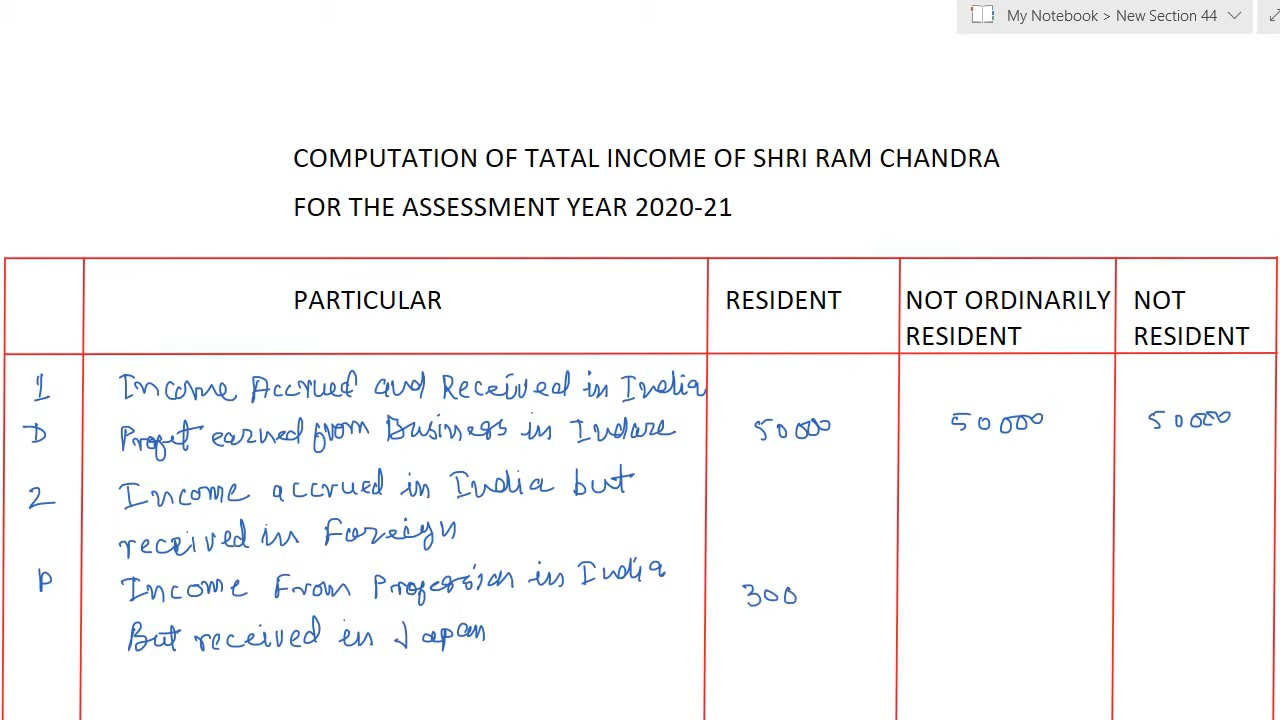 My Notebook > New Section 44
COMPUTATION OF TATAL INCOME OF SHRI RAM CHANDRA
FOR THE ASSESSMENT YEAR 2020-21
PARTICULAR RESIDENT NOT ORDINARILY RESIDENT NOT RESIDENT
1 Income Accrued and Received in India
D Profit earned from Business in Indore 50000 50000 50000
2 Income accrued in India but
received in Foreign
Income From Profession in India 300
But received in Japan